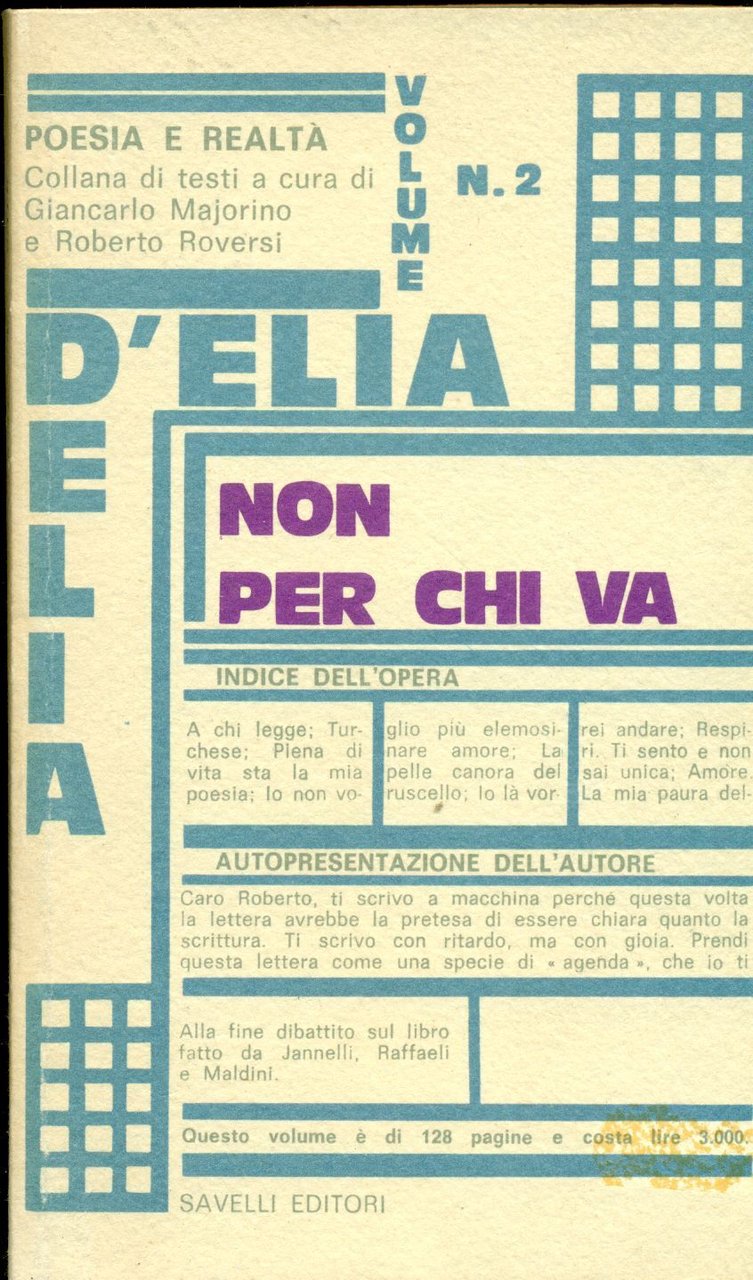 POESIA E REALTÀ
Collana di testi a cura di
Giancarlo Majorino
e Roberto Roversi
VOLUME
N. 2
D'ELIA
DELIA
NON
PER CHI VA
INDICE DELL'OPERA
A chi legge; Tur-
chese; Piena di
vita sta la mia
poesia; Io non vo-
glio più elemosi-
nare amore; La
pelle canora del
ruscello; Io là vor-
rei andare; Respi-
ri. Ti sento e non
sai unica; Amore.
La mia paura del-
AUTOPRESENTAZIONE DELL'AUTORE
Caro Roberto, ti scrivo a macchina perché questa volta
la lettera avrebbe la pretesa di essere chiara quanto la
scrittura. Ti scrivo con ritardo, ma con gioia. Prendi
questa lettera come una specie di « agenda », che io ti
Alla fine dibattito sul libro
fatto da Jannelli, Raffaeli
e Maldini.
Questo volume è di 128 pagine e costa lire 3.000.
SAVELLI EDITORI